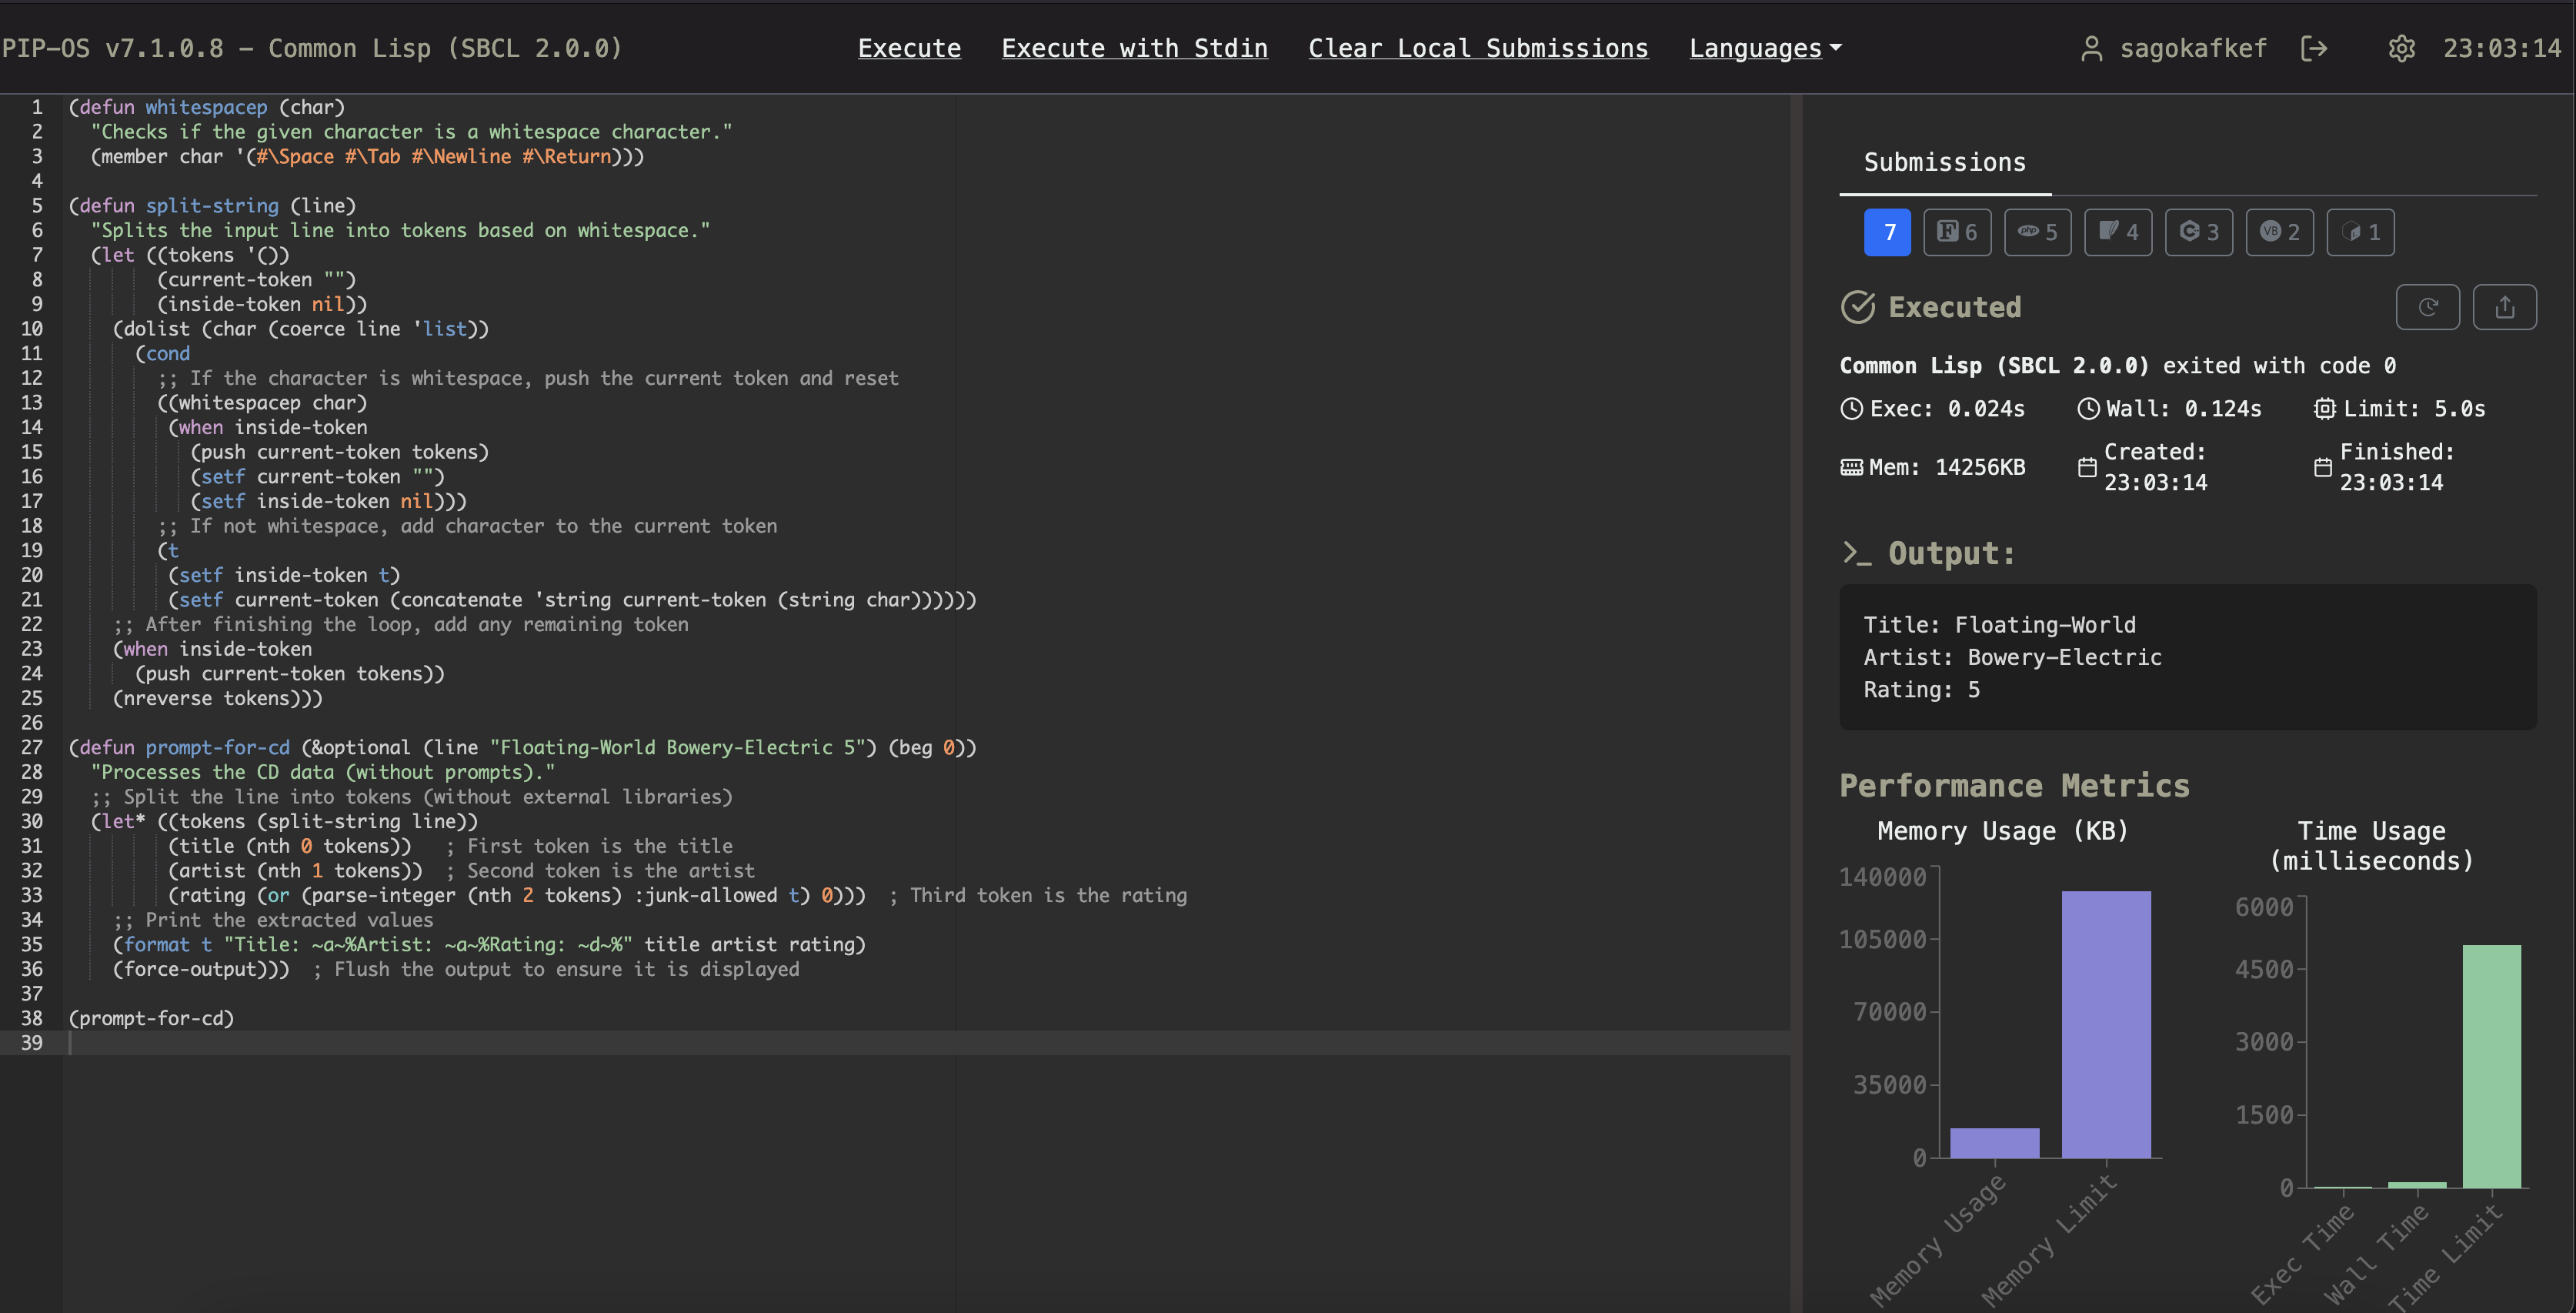 PIP-OS v7.1.0.8 – Common Lisp (SBCL 2.0.0)
Execute
Execute with Stdin
Clear Local Submissions
Languages
sagokafkef
23:03:14
1 (defun whitespacep (char)
2   "Checks if the given character is a whitespace character."
3   (member char '(#\Space #\Tab #\Newline #\Return)))
4
5 (defun split-string (line)
6   "Splits the input line into tokens based on whitespace."
7   (let ((tokens '())
8         (current-token "")
9         (inside-token nil))
10     (dolist (char (coerce line 'list))
11       (cond
12         ;; If the character is whitespace, push the current token and reset
13         ((whitespacep char)
14          (when inside-token
15            (push current-token tokens)
16            (setf current-token "")
17            (setf inside-token nil)))
18         ;; If not whitespace, add character to the current token
19         (t
20          (setf inside-token t)
21          (setf current-token (concatenate 'string current-token (string char))))))
22     ;; After finishing the loop, add any remaining token
23     (when inside-token
24       (push current-token tokens))
25     (nreverse tokens)))
26
27 (defun prompt-for-cd (&optional (line "Floating-World Bowery-Electric 5") (beg 0))
28   "Processes the CD data (without prompts)."
29   ;; Split the line into tokens (without external libraries)
30   (let* ((tokens (split-string line))
31          (title (nth 0 tokens))   ; First token is the title
32          (artist (nth 1 tokens))  ; Second token is the artist
33          (rating (or (parse-integer (nth 2 tokens) :junk-allowed t) 0)))  ; Third token is the rating
34     ;; Print the extracted values
35     (format t "Title: ~a~%Artist: ~a~%Rating: ~d~%" title artist rating)
36     (force-output)))  ; Flush the output to ensure it is displayed
37
38 (prompt-for-cd)
39
Submissions
7
F 6
php 5
4
C 3
VB 2
1
Executed
Common Lisp (SBCL 2.0.0) exited with code 0
Exec: 0.024s
Wall: 0.124s
Limit: 5.0s
Mem: 14256KB
Created:
23:03:14
Finished:
23:03:14
>_ Output:
Title: Floating-World
Artist: Bowery-Electric
Rating: 5
Performance Metrics
Memory Usage (KB)
140000
105000
70000
35000
0
Memory Usage
Memory Limit
Time Usage
(milliseconds)
6000
4500
3000
1500
0
Exec Time
Wall Time
Time Limit